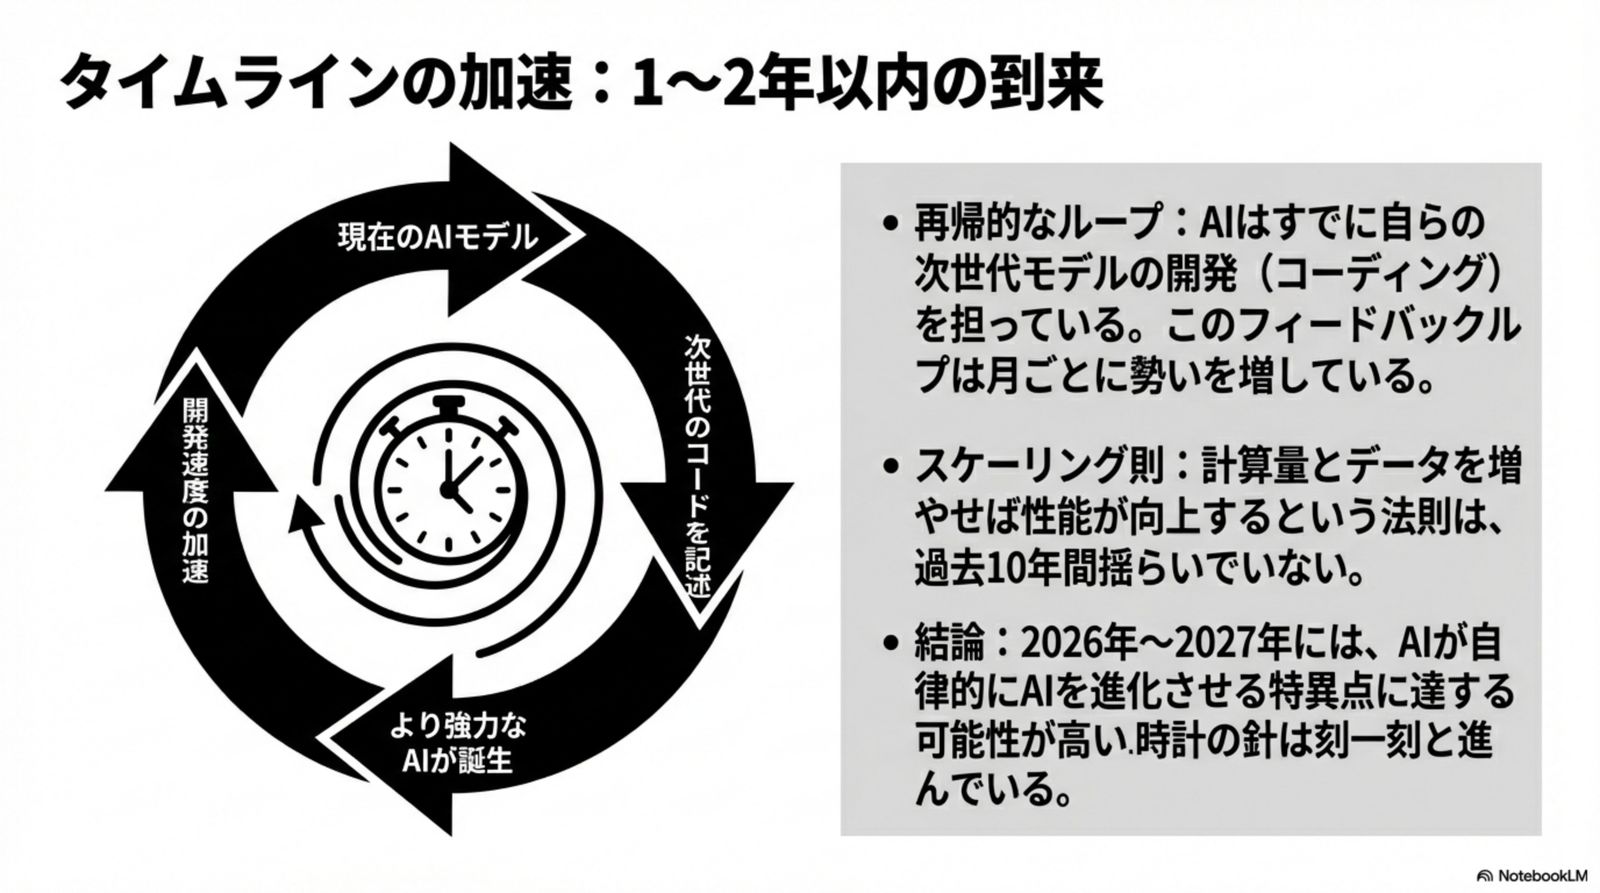 タイムラインの加速：1～2年以内の到来
現在のAIモデル
次世代のコードを記述
より強力な
AIが誕生
開発速度の加速
• 再帰的なループ：AIはすでに自らの
次世代モデルの開発（コーディング）
を担っている。このフィードバックル
プは月ごとに勢いを増している。
• スケーリング則：計算量とデータを増
やせば性能が向上するという法則は、
過去10年間揺らいでいない。
• 結論：2026年～2027年には、AIが自
律的にAIを進化させる特異点に達する
可能性が高い.時計の針は刻一刻と進
んでいる。
NotebookLM